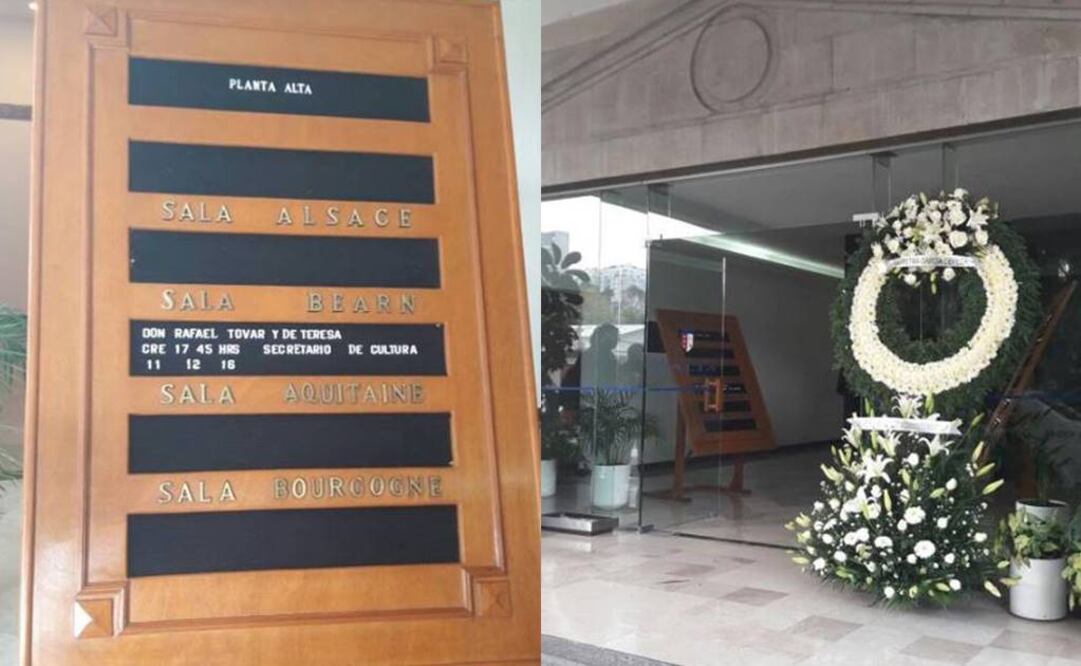 PLANTA ALTA
SALA ALSACE
SALA BEARN
DON RAFAEL TOVAR Y DE TERESA
CRE 17 45 HRS SECRETARIO DE CULTURA
11 12 16
SALA AQUITAINE
SALA BOURGOGNE